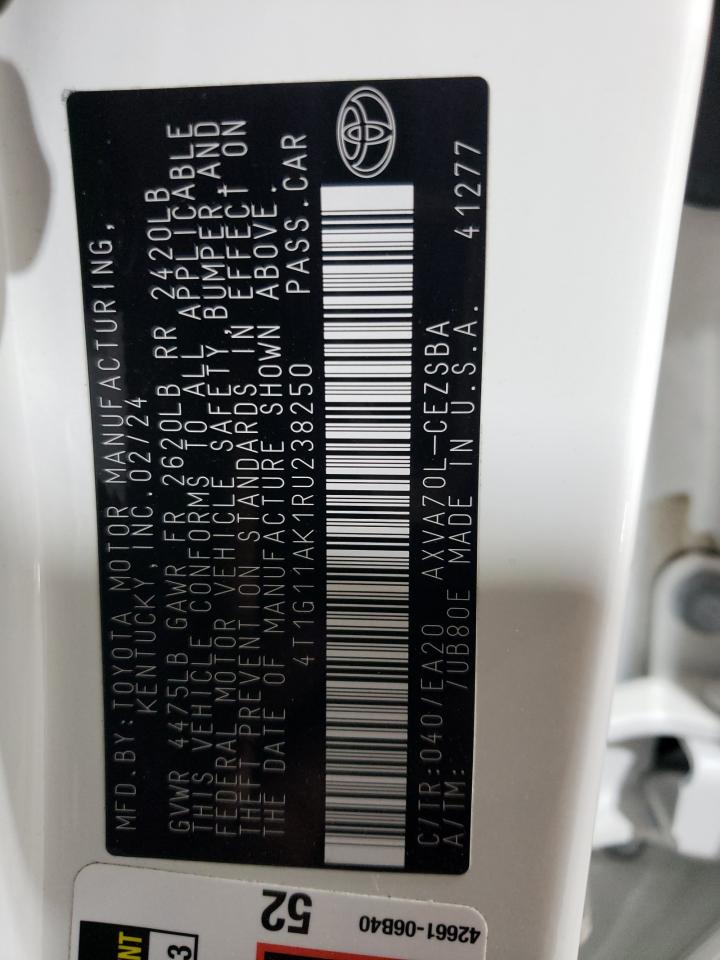 MFD.BY:TOYOTA MOTOR MANUFACTURING,
KENTUCKY,INC.02/24
GVWR 4475LB GAWR FR 2620LB RR 2420LB
THIS VEHICLE CONFORMS TO ALL APPLICABLE
FEDERAL MOTOR VEHICLE SAFETY,BUMPER,AND
THEFT PREVENTION STANDARDS IN EFFECT ON
THE DATE OF MANUFACTURE SHOWN ABOVE.
4T1G11AK1RU238250 PASS.CAR
C/TR:040/EA20 AXVA70L-CEZSBA
A/TM: /UB80E MADE IN U.S.A. 41277
52
42661-06B40
3